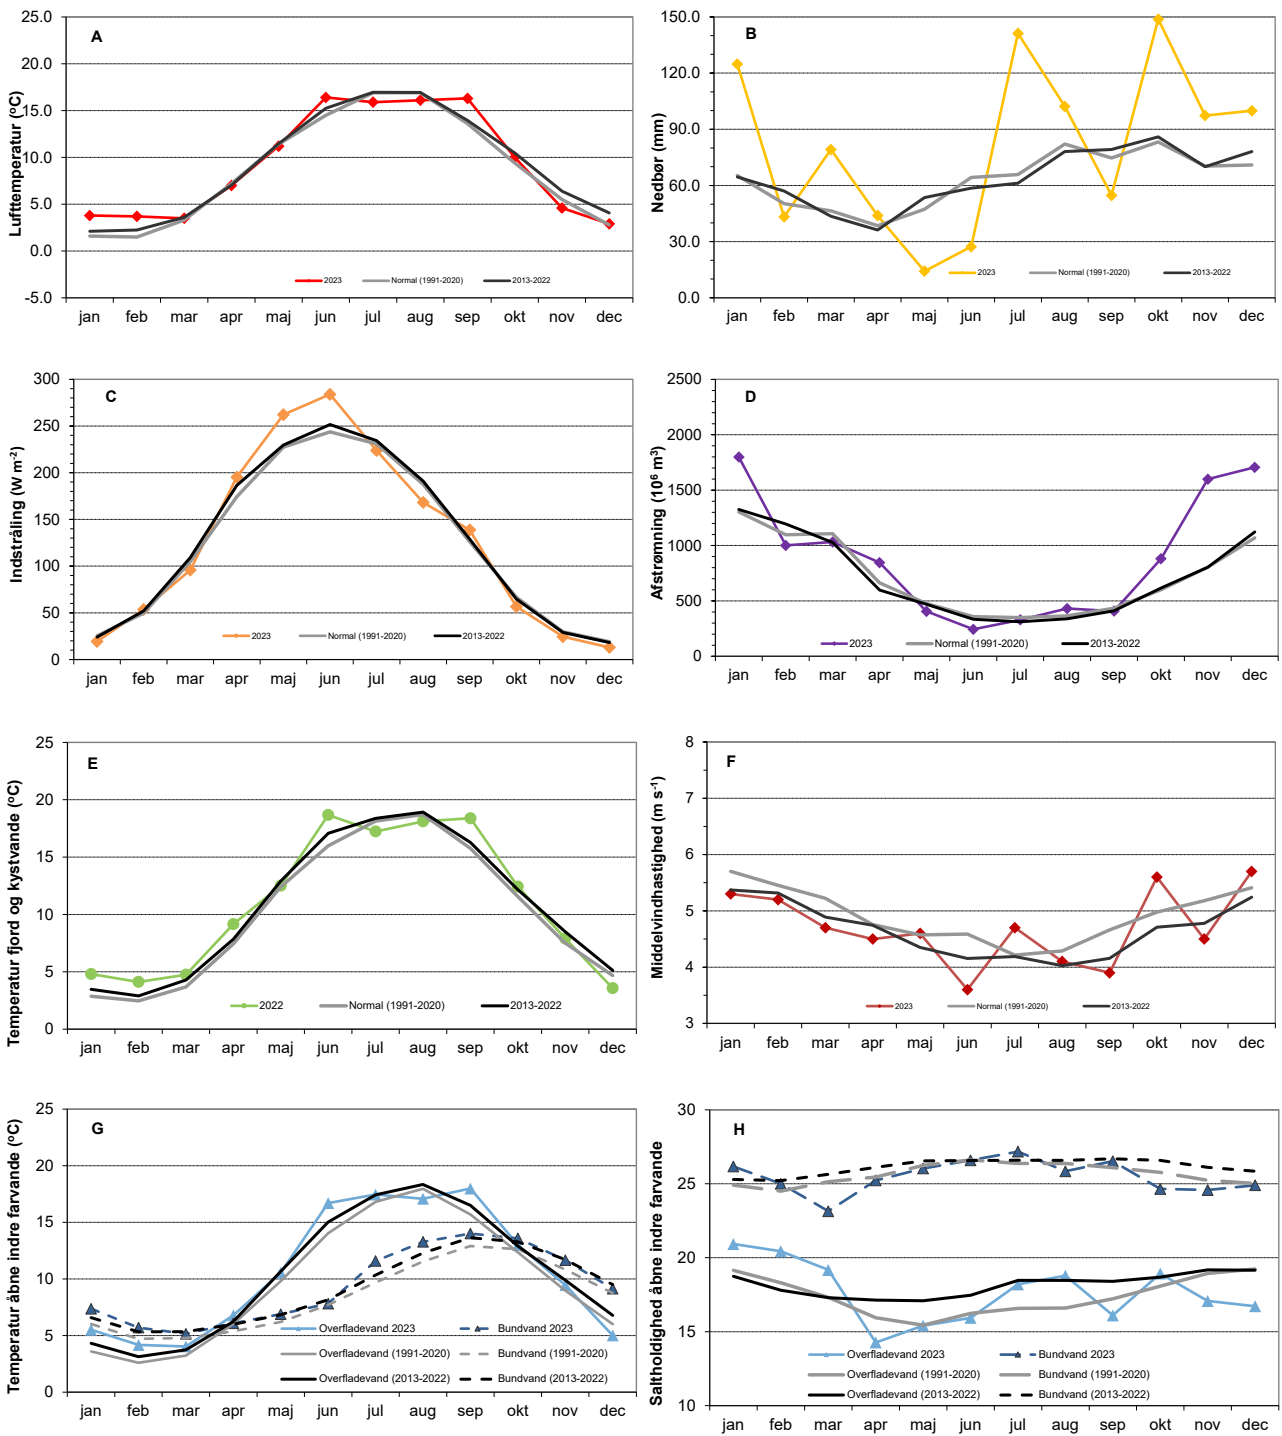 A
Lufttemperatur (ºC)
25.0
20.0
15.0
10.0
5.0
0.0
-5.0
2023
Normal (1991-2020)
2013-2022
jan feb mar apr maj jun jul aug sep okt nov dec
B
Nedbør (mm)
150.0
120.0
90.0
60.0
30.0
0.0
2023
Normal (1991-2020)
2013-2022
jan feb mar apr maj jun jul aug sep okt nov dec
C
Indstråling (W m-2)
300
250
200
150
100
50
0
2023
Normal (1991-2020)
2013-2022
jan feb mar apr maj jun jul aug sep okt nov dec
D
Afstrømning (10⁶ m³)
2500
2000
1500
1000
500
0
2023
Normal (1991-2020)
2013-2022
jan feb mar apr maj jun jul aug sep okt nov dec
E
Temperatur fjord og kystvande (ºC)
25
20
15
10
5
0
2022
Normal (1991-2020)
2013-2022
jan feb mar apr maj jun jul aug sep okt nov dec
F
Middelvindhastighed (m s-1)
8
7
6
5
4
3
2023
Normal (1991-2020)
2013-2022
jan feb mar apr maj jun jul aug sep okt nov dec
G
Temperatur åbne indre farvande (ºC)
25
20
15
10
5
0
Overfladevand 2023
Bundvand 2023
Overfladevand (1991-2020)
Bundvand (1991-2020)
Overfladevand (2013-2022)
Bundvand (2013-2022)
jan feb mar apr maj jun jul aug sep okt nov dec
H
Saltholdighed åbne indre farvande
30
25
20
15
10
Overfladevand 2023
Bundvand 2023
Overfladevand (1991-2020)
Bundvand (1991-2020)
Overfladevand (2013-2022)
Bundvand (2013-2022)
jan feb mar apr maj jun jul aug sep okt nov dec